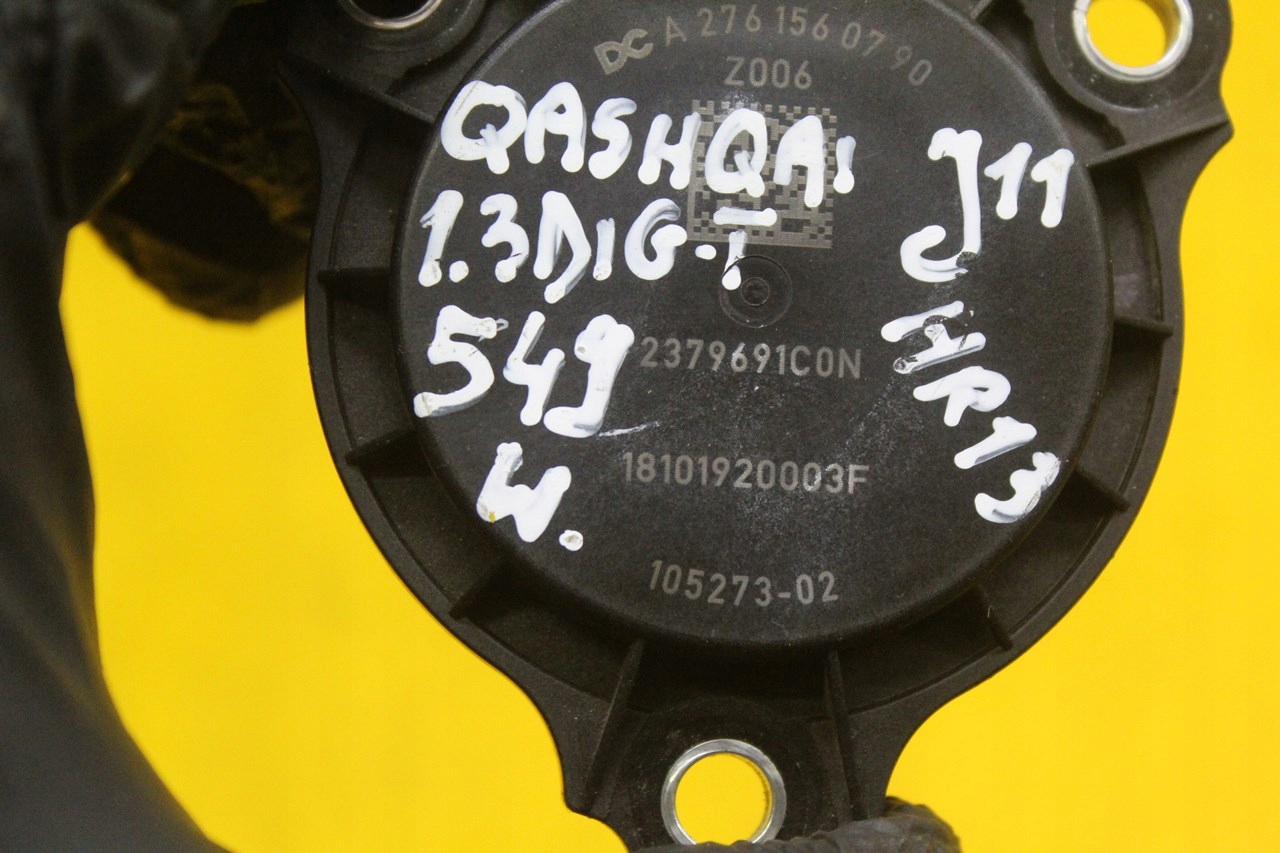 DC A 276 156 07 90
Z006
QASHQAI J11
1.3DIG-T
549 HR13
W.
2379691C0N
18101920003F
105273-02